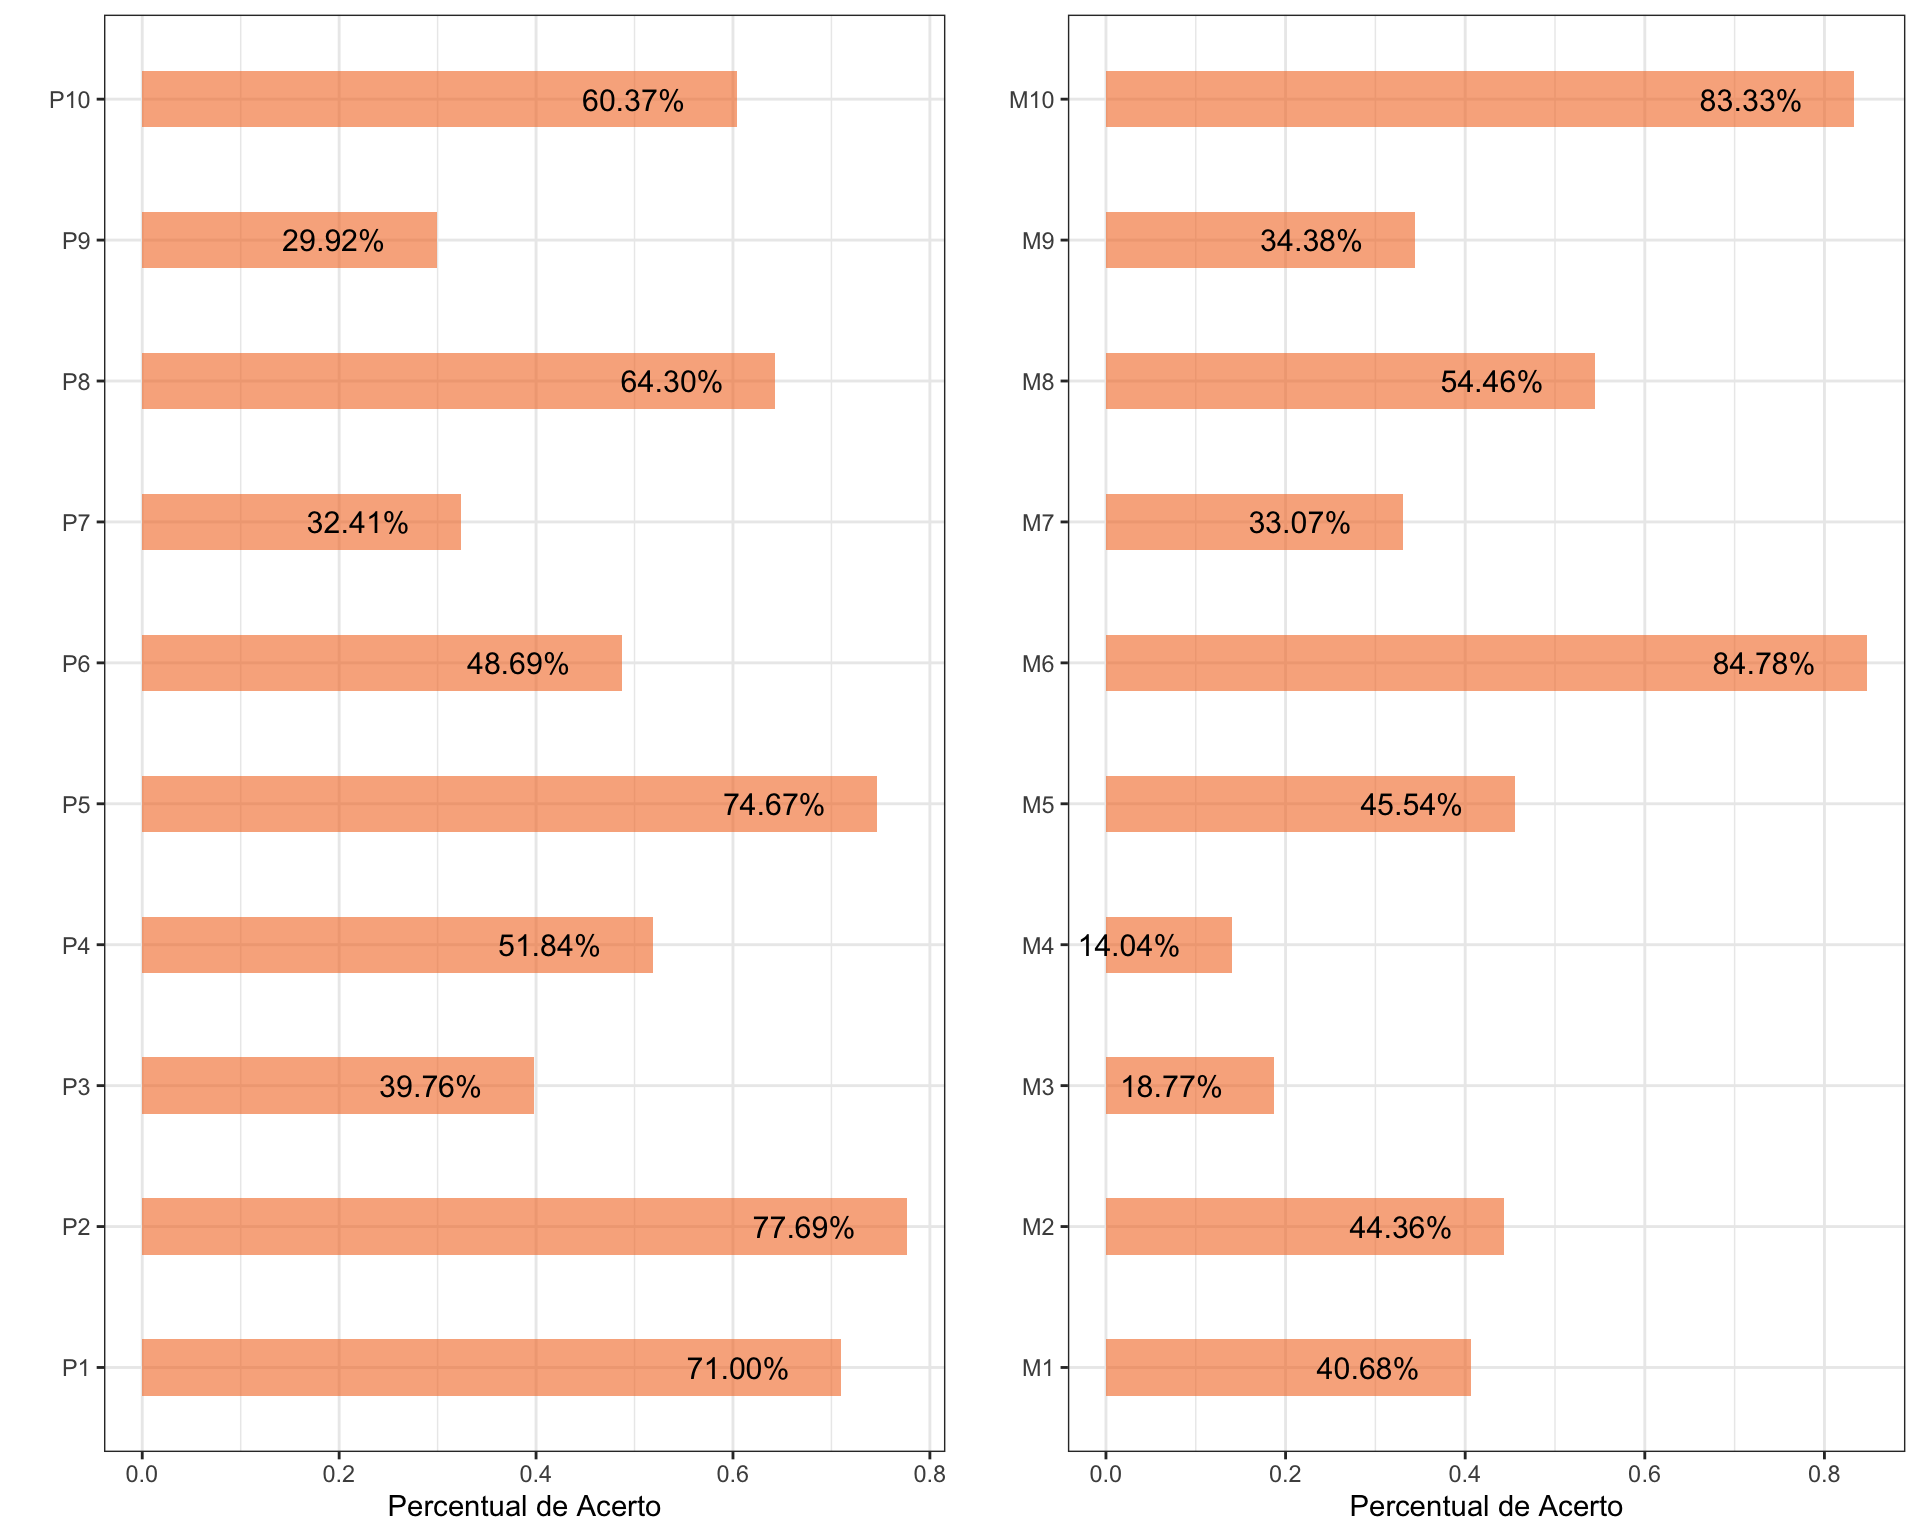 P10 60.37%
P9 29.92%
P8 64.30%
P7 32.41%
P6 48.69%
P5 74.67%
P4 51.84%
P3 39.76%
P2 77.69%
P1 71.00%
0.0 0.2 0.4 0.6 0.8
Percentual de Acerto
M10 83.33%
M9 34.38%
M8 54.46%
M7 33.07%
M6 84.78%
M5 45.54%
M4 14.04%
M3 18.77%
M2 44.36%
M1 40.68%
0.0 0.2 0.4 0.6 0.8
Percentual de Acerto